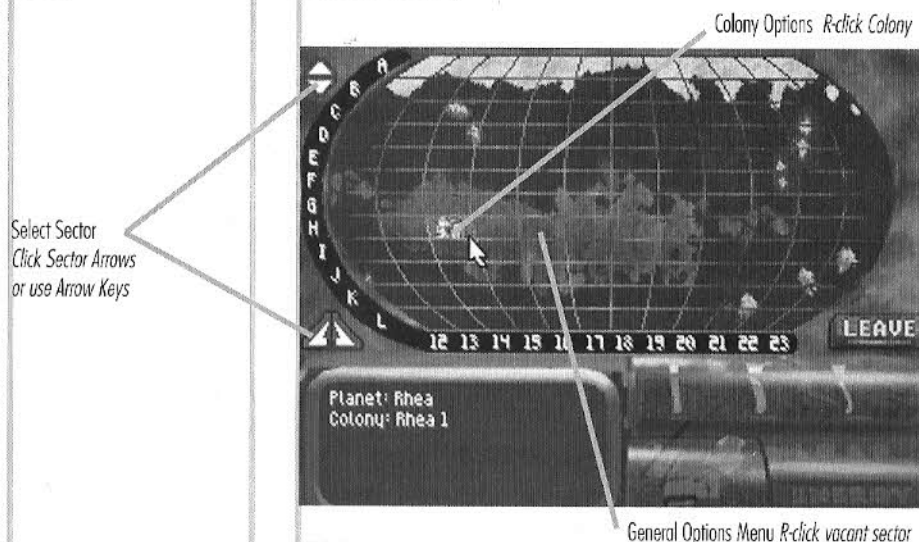 Colony Options R-click Colony
A
B
C
D
E
F
G
H
I
J
K
L
Select Sector
Click Sector Arrows
or use Arrow Keys
12 13 14 15 16 17 18 19 20 21 22 23
LEAVE
Planet: Rhea
Colony: Rhea 1
General Options Menu R-click vacant sector